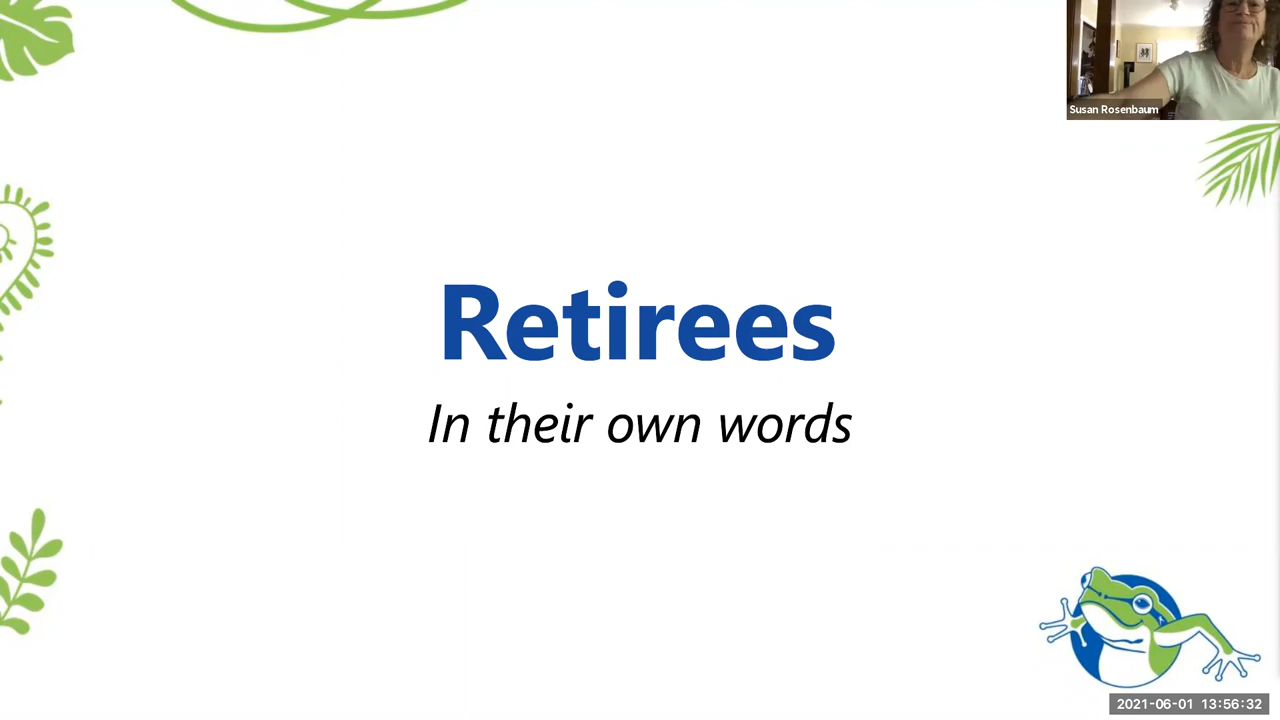 Susan Rosenbaum
Retirees
In their own words
2021-06-01 13:56:32